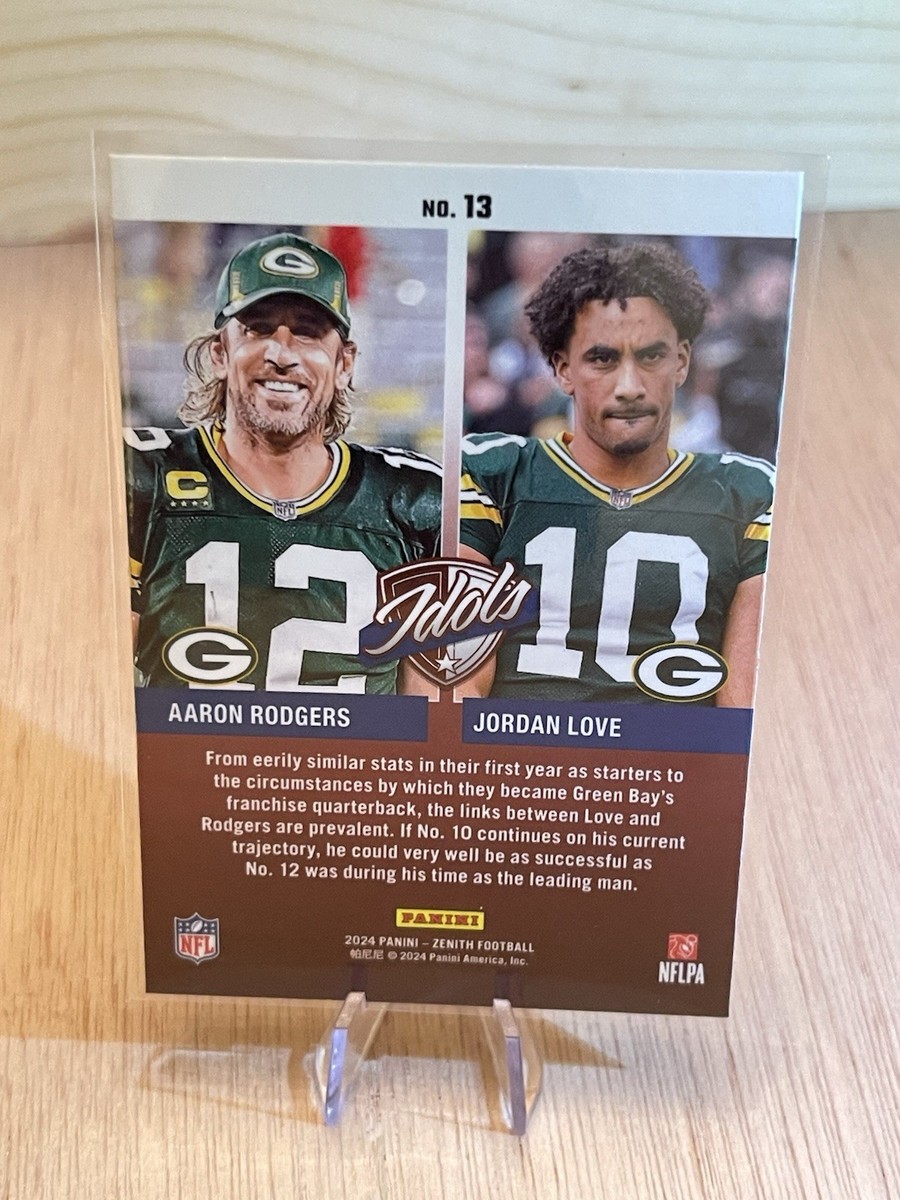 NO. 13
G
C
NFL
NFL
12
10
Idols
G
G
AARON RODGERS
JORDAN LOVE
From eerily similar stats in their first year as starters to
the circumstances by which they became Green Bay's
franchise quarterback, the links between Love and
Rodgers are prevalent. If No. 10 continues on his current
trajectory, he could very well be as successful as
No. 12 was during his time as the leading man.
PANINI
NFL
2024 PANINI – ZENITH FOOTBALL
帕尼尼 © 2024 Panini America, Inc.
NFLPA